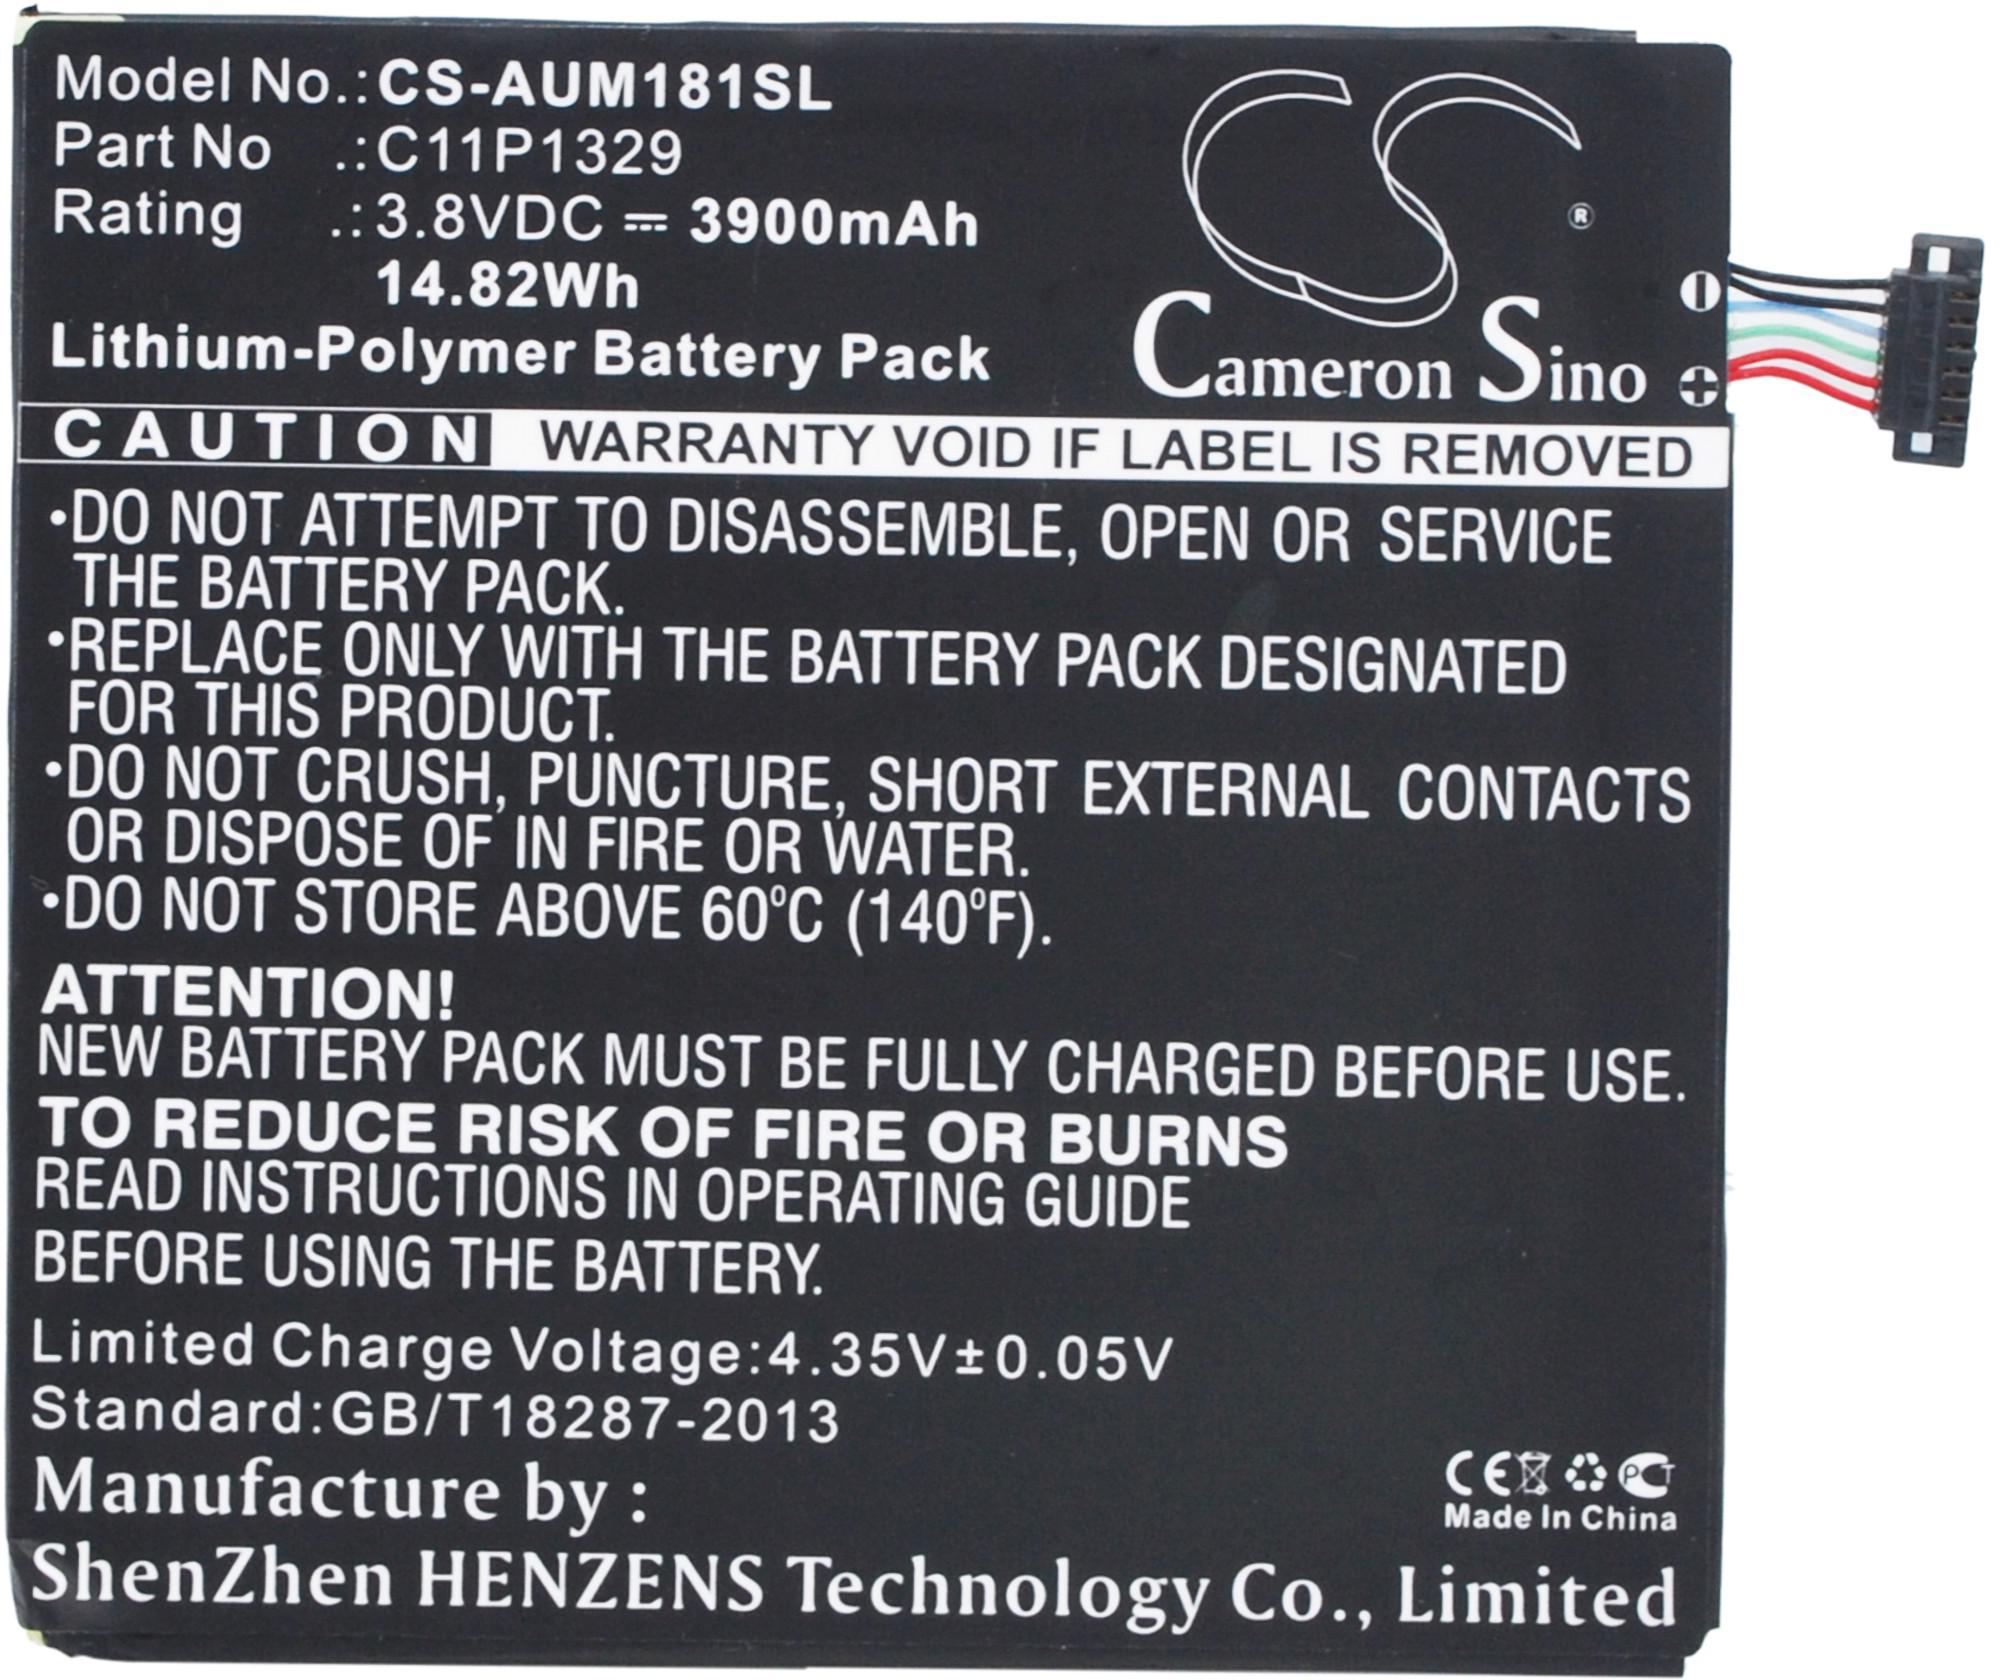 Model No.:CS-AUM181SL
Part No .:C11P1329
Rating .:3.8VDC ⎓ 3900mAh
14.82Wh
Lithium-Polymer Battery Pack
CS
®
Cameron Sino
CAUTION WARRANTY VOID IF LABEL IS REMOVED
•DO NOT ATTEMPT TO DISASSEMBLE, OPEN OR SERVICE
THE BATTERY PACK.
•REPLACE ONLY WITH THE BATTERY PACK DESIGNATED
FOR THIS PRODUCT.
•DO NOT CRUSH, PUNCTURE, SHORT EXTERNAL CONTACTS
OR DISPOSE OF IN FIRE OR WATER.
•DO NOT STORE ABOVE 60°C (140°F).
ATTENTION!
NEW BATTERY PACK MUST BE FULLY CHARGED BEFORE USE.
TO REDUCE RISK OF FIRE OR BURNS
READ INSTRUCTIONS IN OPERATING GUIDE
BEFORE USING THE BATTERY.
Limited Charge Voltage:4.35V±0.05V
Standard:GB/T18287-2013
CE PCT
Made In China
Manufacture by :
ShenZhen HENZENS Technology Co., Limited